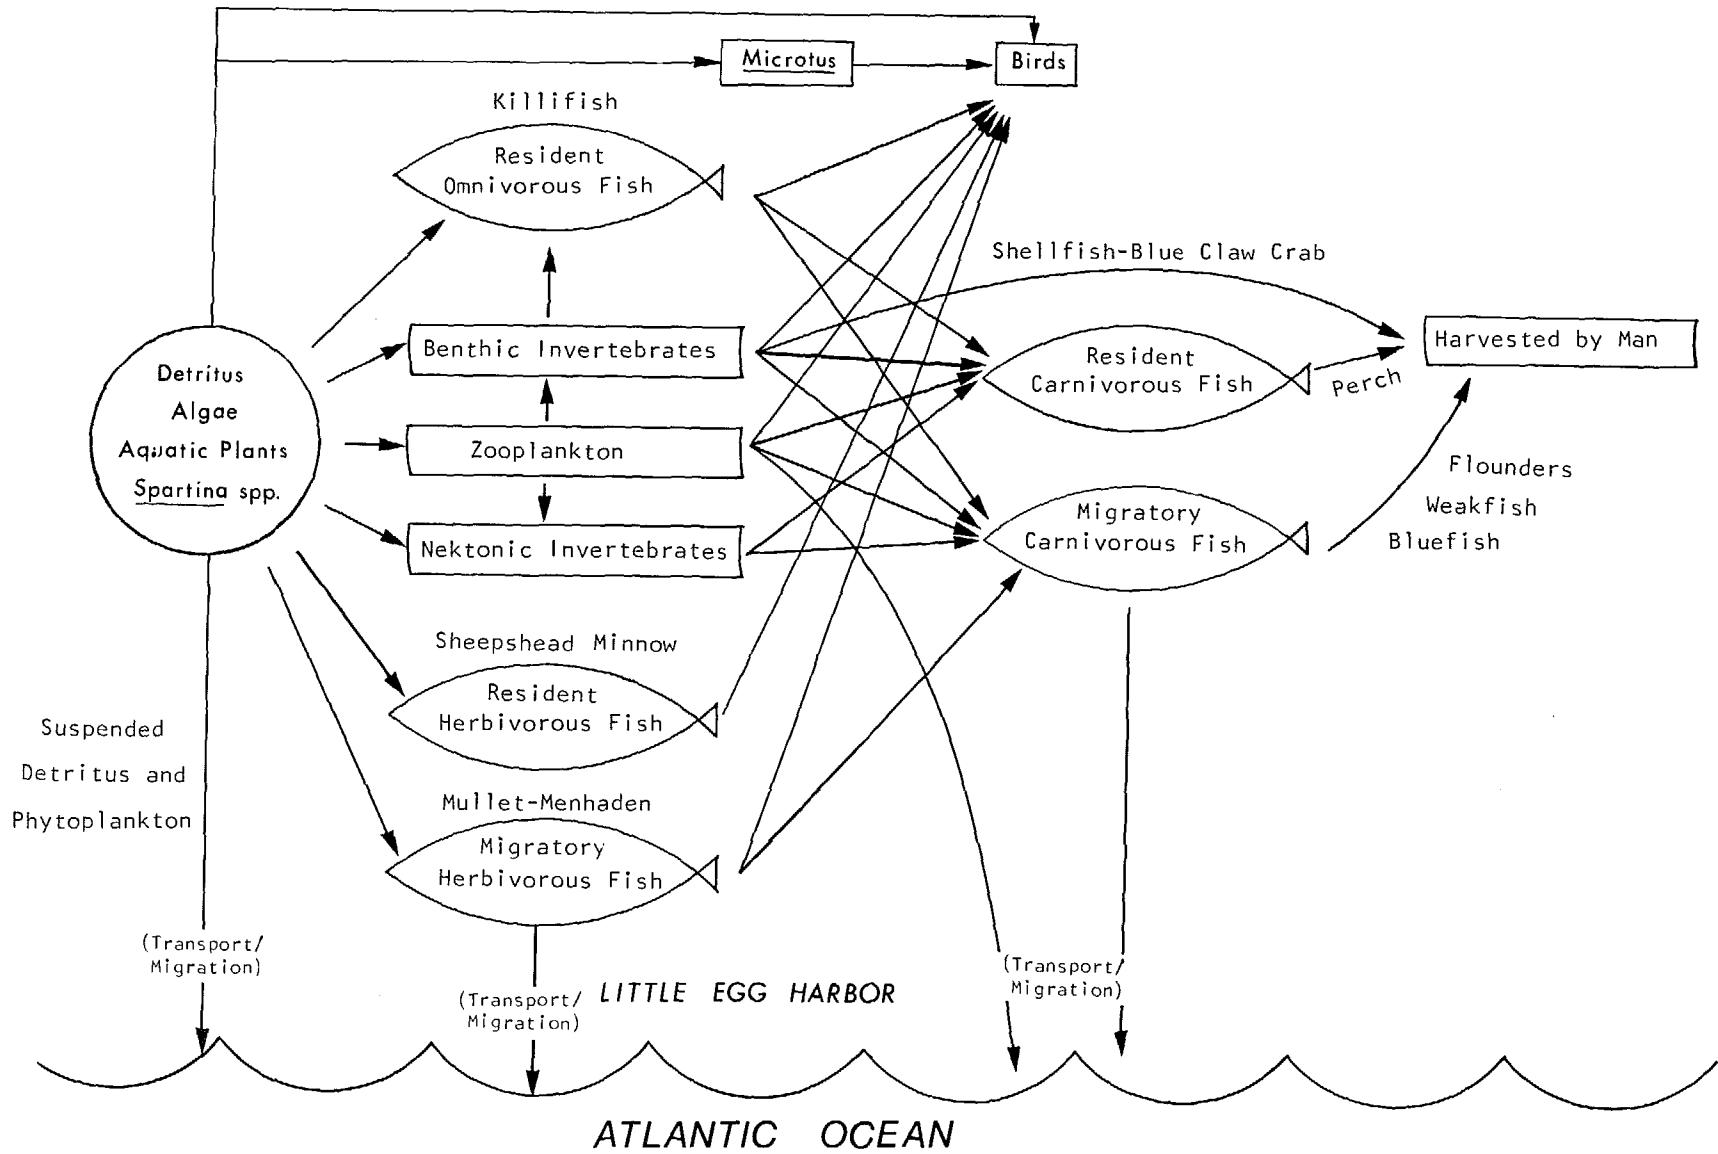 Microtus
Birds
Killifish
Resident
Omnivorous Fish
Shellfish-Blue Claw Crab
Benthic Invertebrates
Harvested by Man
Resident
Carnivorous Fish
Perch
Detritus
Algae
Aquatic Plants
Spartina spp.
Zooplankton
Flounders
Weakfish
Bluefish
Migratory
Carnivorous Fish
Nektonic Invertebrates
Sheepshead Minnow
Resident
Herbivorous Fish
Suspended
Detritus and
Phytoplankton
Mullet-Menhaden
Migratory
Herbivorous Fish
(Transport/
Migration)
(Transport/
Migration)
LITTLE EGG HARBOR
(Transport/
Migration)
ATLANTIC OCEAN